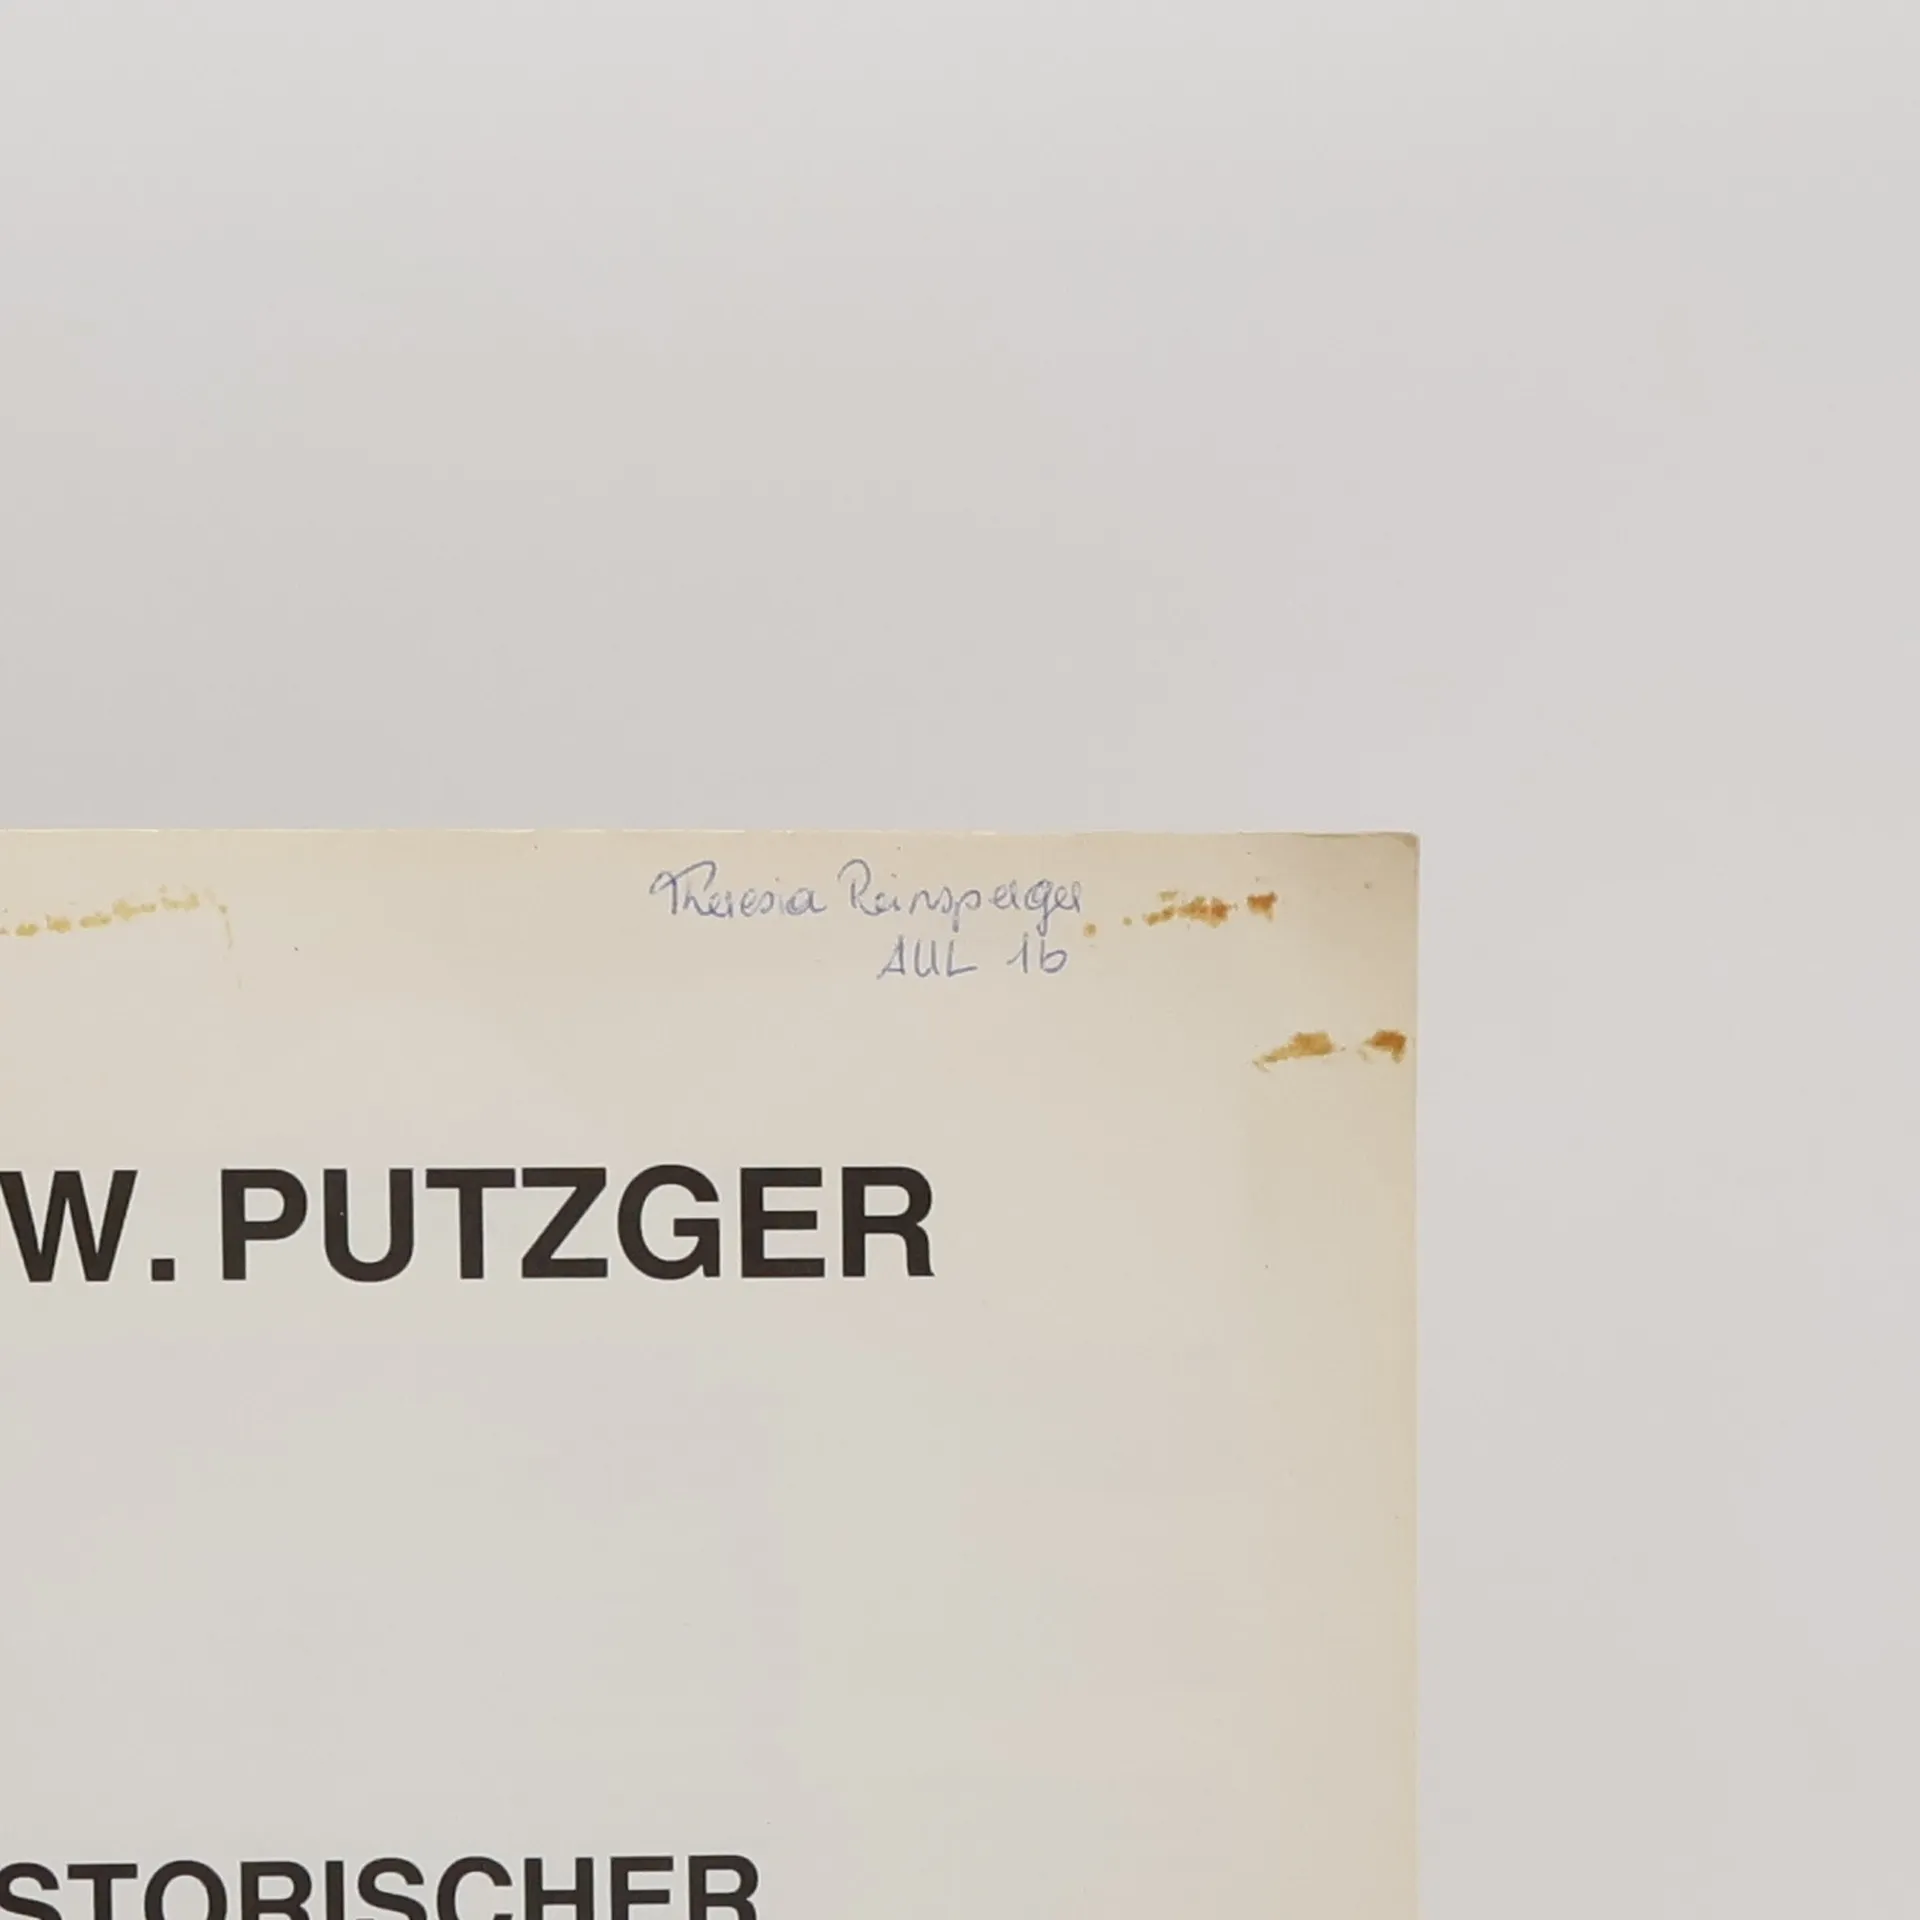 Theresia Reinsperger
AUL 1b
W. PUTZGER
STORISCHER